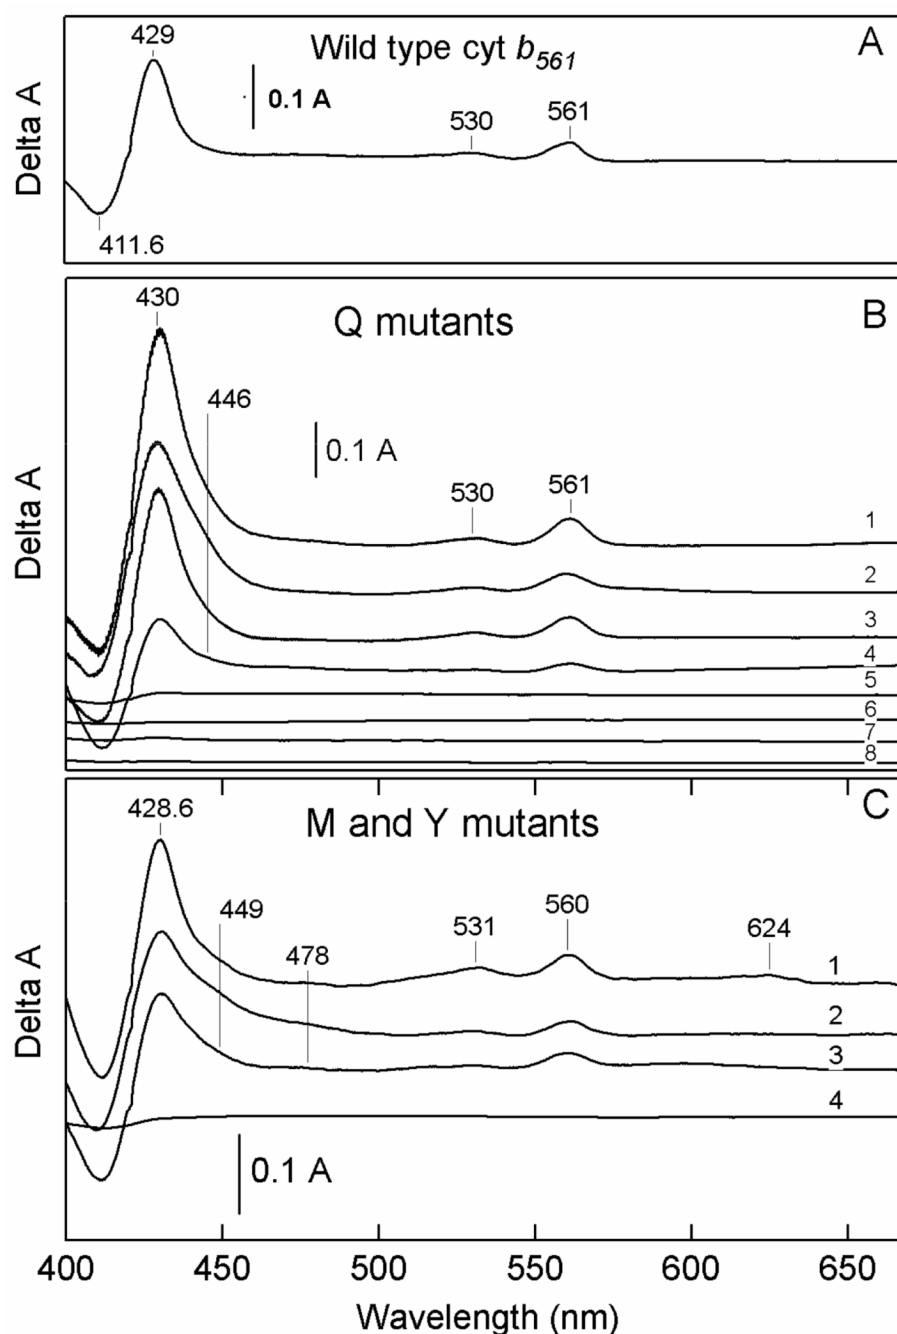 429
Wild type cyt b561
A
0.1 A
530
561
Delta A
411.6
430
Q mutants
B
446
0.1 A
530
561
1
2
3
4
5
6
7
8
Delta A
428.6
M and Y mutants
C
449
478
531
560
624
1
2
3
4
Delta A
0.1 A
400 450 500 550 600 650
Wavelength (nm)